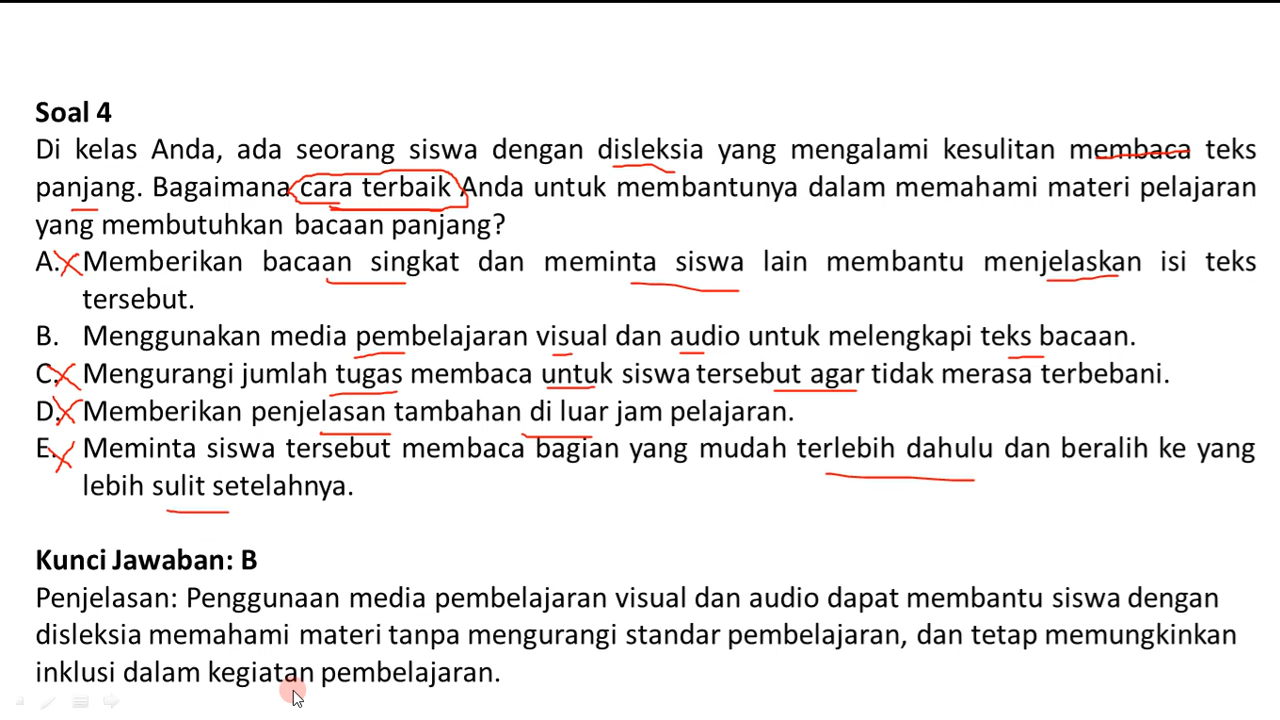 Soal 4
Di kelas Anda, ada seorang siswa dengan disleksia yang mengalami kesulitan membaca teks
panjang. Bagaimana cara terbaik Anda untuk membantunya dalam memahami materi pelajaran
yang membutuhkan bacaan panjang?
A. Memberikan bacaan singkat dan meminta siswa lain membantu menjelaskan isi teks
tersebut.
B. Menggunakan media pembelajaran visual dan audio untuk melengkapi teks bacaan.
C. Mengurangi jumlah tugas membaca untuk siswa tersebut agar tidak merasa terbebani.
D. Memberikan penjelasan tambahan di luar jam pelajaran.
E. Meminta siswa tersebut membaca bagian yang mudah terlebih dahulu dan beralih ke yang
lebih sulit setelahnya.
Kunci Jawaban: B
Penjelasan: Penggunaan media pembelajaran visual dan audio dapat membantu siswa dengan
disleksia memahami materi tanpa mengurangi standar pembelajaran, dan tetap memungkinkan
inklusi dalam kegiatan pembelajaran.